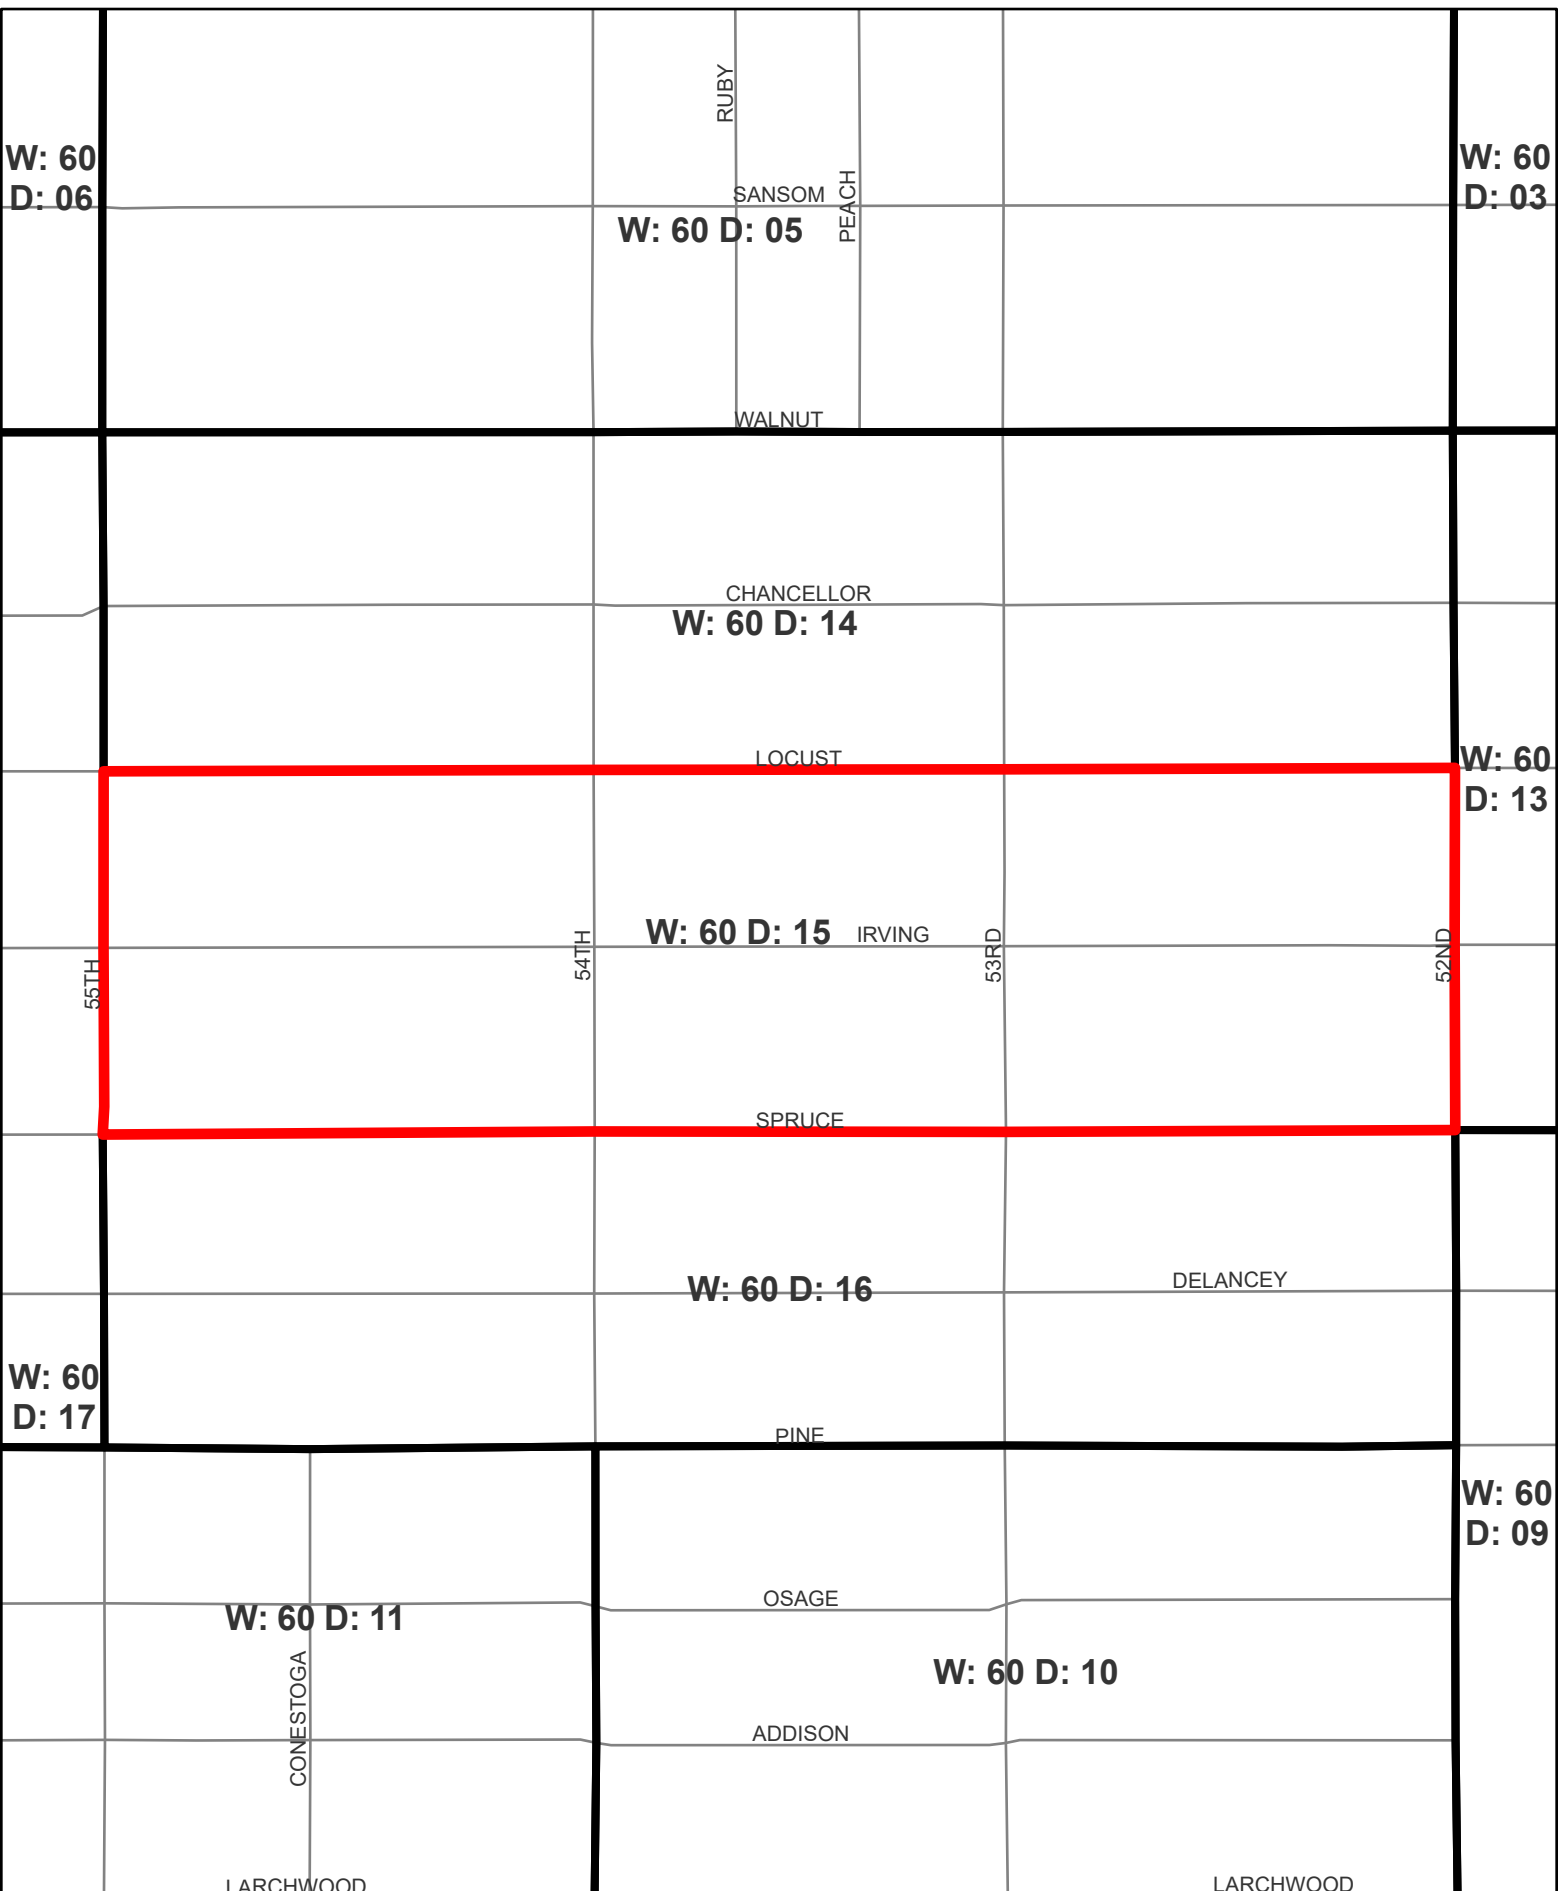 RUBY
W: 60
D: 06
W: 60
D: 03
SANSOM
PEACH
W: 60 D: 05
WALNUT
CHANCELLOR
W: 60 D: 14
LOCUST
W: 60
D: 13
W: 60 D: 15
IRVING
55TH
54TH
53RD
52ND
SPRUCE
W: 60 D: 16
DELANCEY
W: 60
D: 17
PINE
W: 60
D: 09
OSAGE
W: 60 D: 11
CONESTOGA
W: 60 D: 10
ADDISON
LARCHWOOD
LARCHWOOD